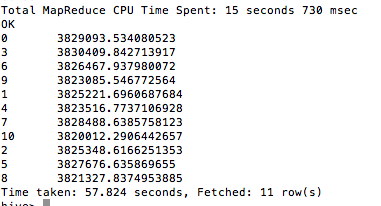 Total MapReduce CPU Time Spent: 15 seconds 730 msec
OK
0 3829093.534080523
3 3830409.842713917
6 3826467.937980072
9 3823085.546772564
1 3825221.6960687684
4 3823516.7737106928
7 3828488.6385758123
10 3820012.2906442657
2 3825348.6166251353
5 3827676.635869655
8 3821327.8374953885
Time taken: 57.824 seconds, Fetched: 11 row(s)
hive>